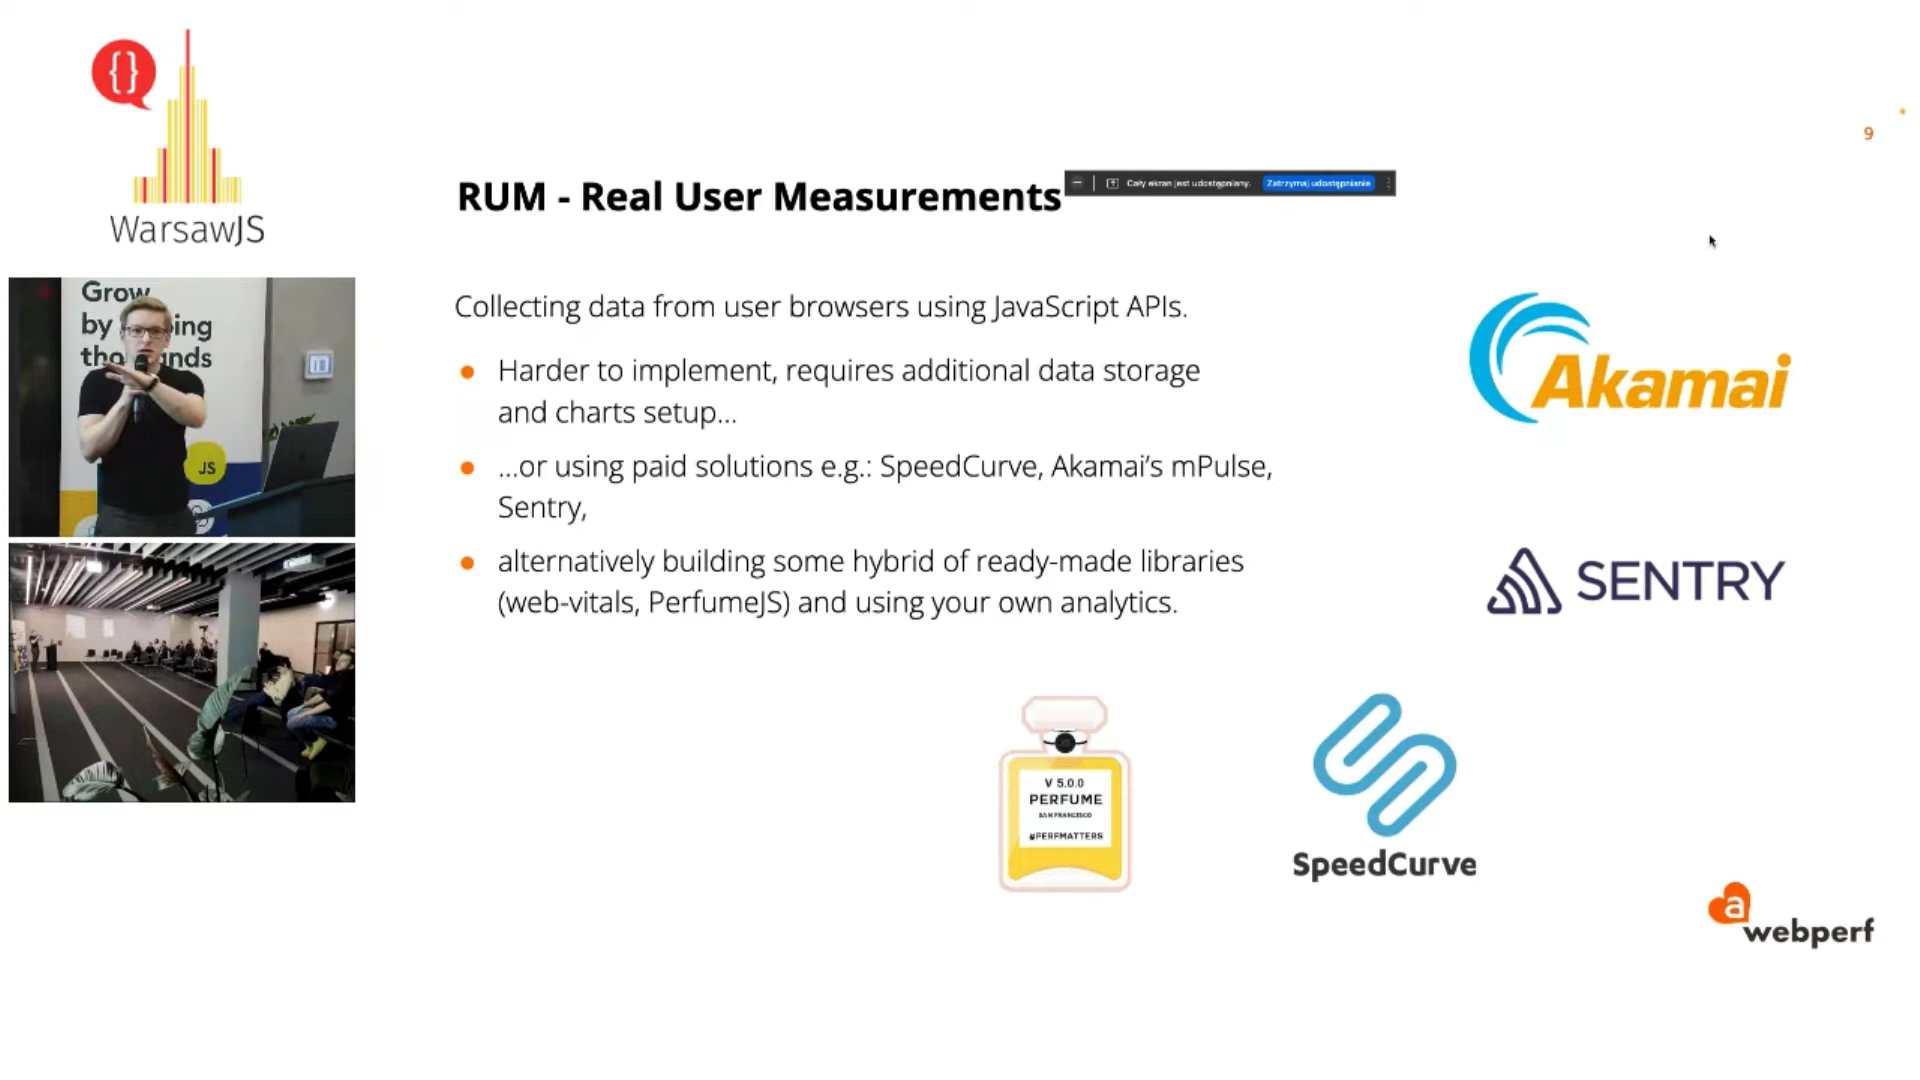 {}
WarsawJS
9
RUM - Real User Measurements
Cały ekran jest udostępniany.
Zatrzymaj udostępnianie
Grow
by ing
JS
Collecting data from user browsers using JavaScript APIs.
Harder to implement, requires additional data storage
and charts setup...
...or using paid solutions e.g.: SpeedCurve, Akamai's mPulse,
Sentry,
alternatively building some hybrid of ready-made libraries
(web-vitals, PerfumeJS) and using your own analytics.
Akamai
SENTRY
V 5.0.0
PERFUME
SAN FRANCISCO
#PERFMATTERS
SpeedCurve
a
webperf